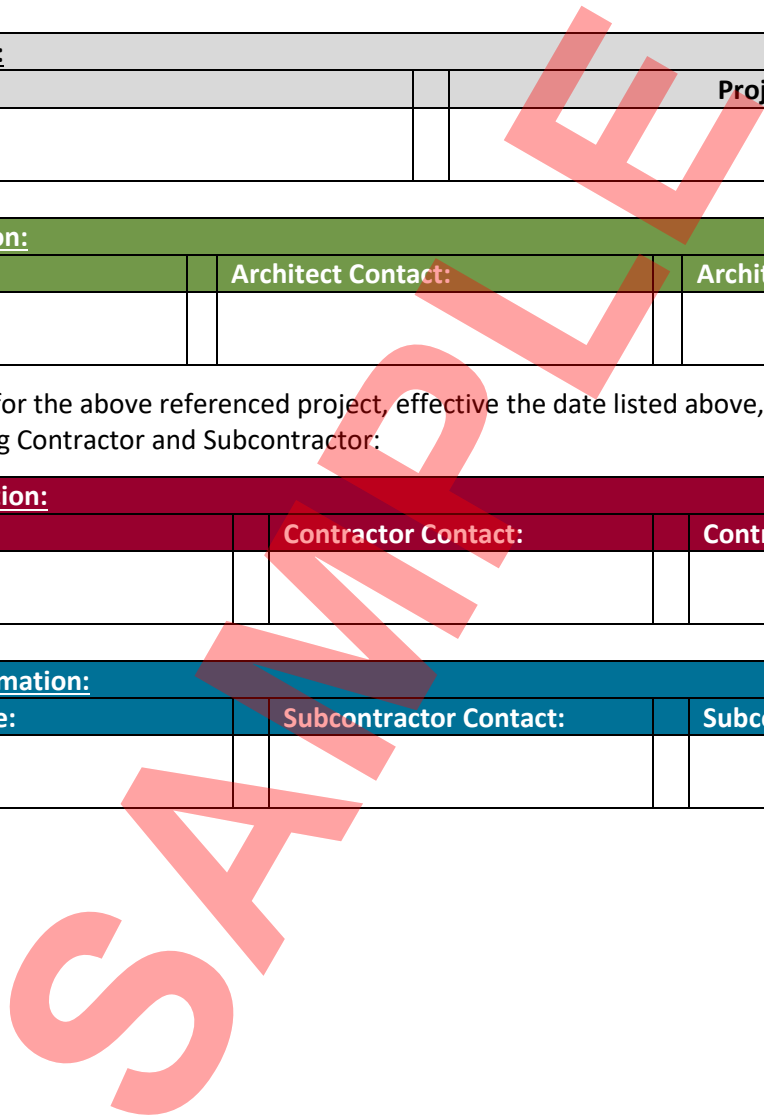 :
Proj
on:
Architect Contact: Archit
for the above referenced project, effective the date listed above,
g Contractor and Subcontractor:
tion:
Contractor Contact: Contr
mation:
e: Subcontractor Contact: Subco
SAMPLE